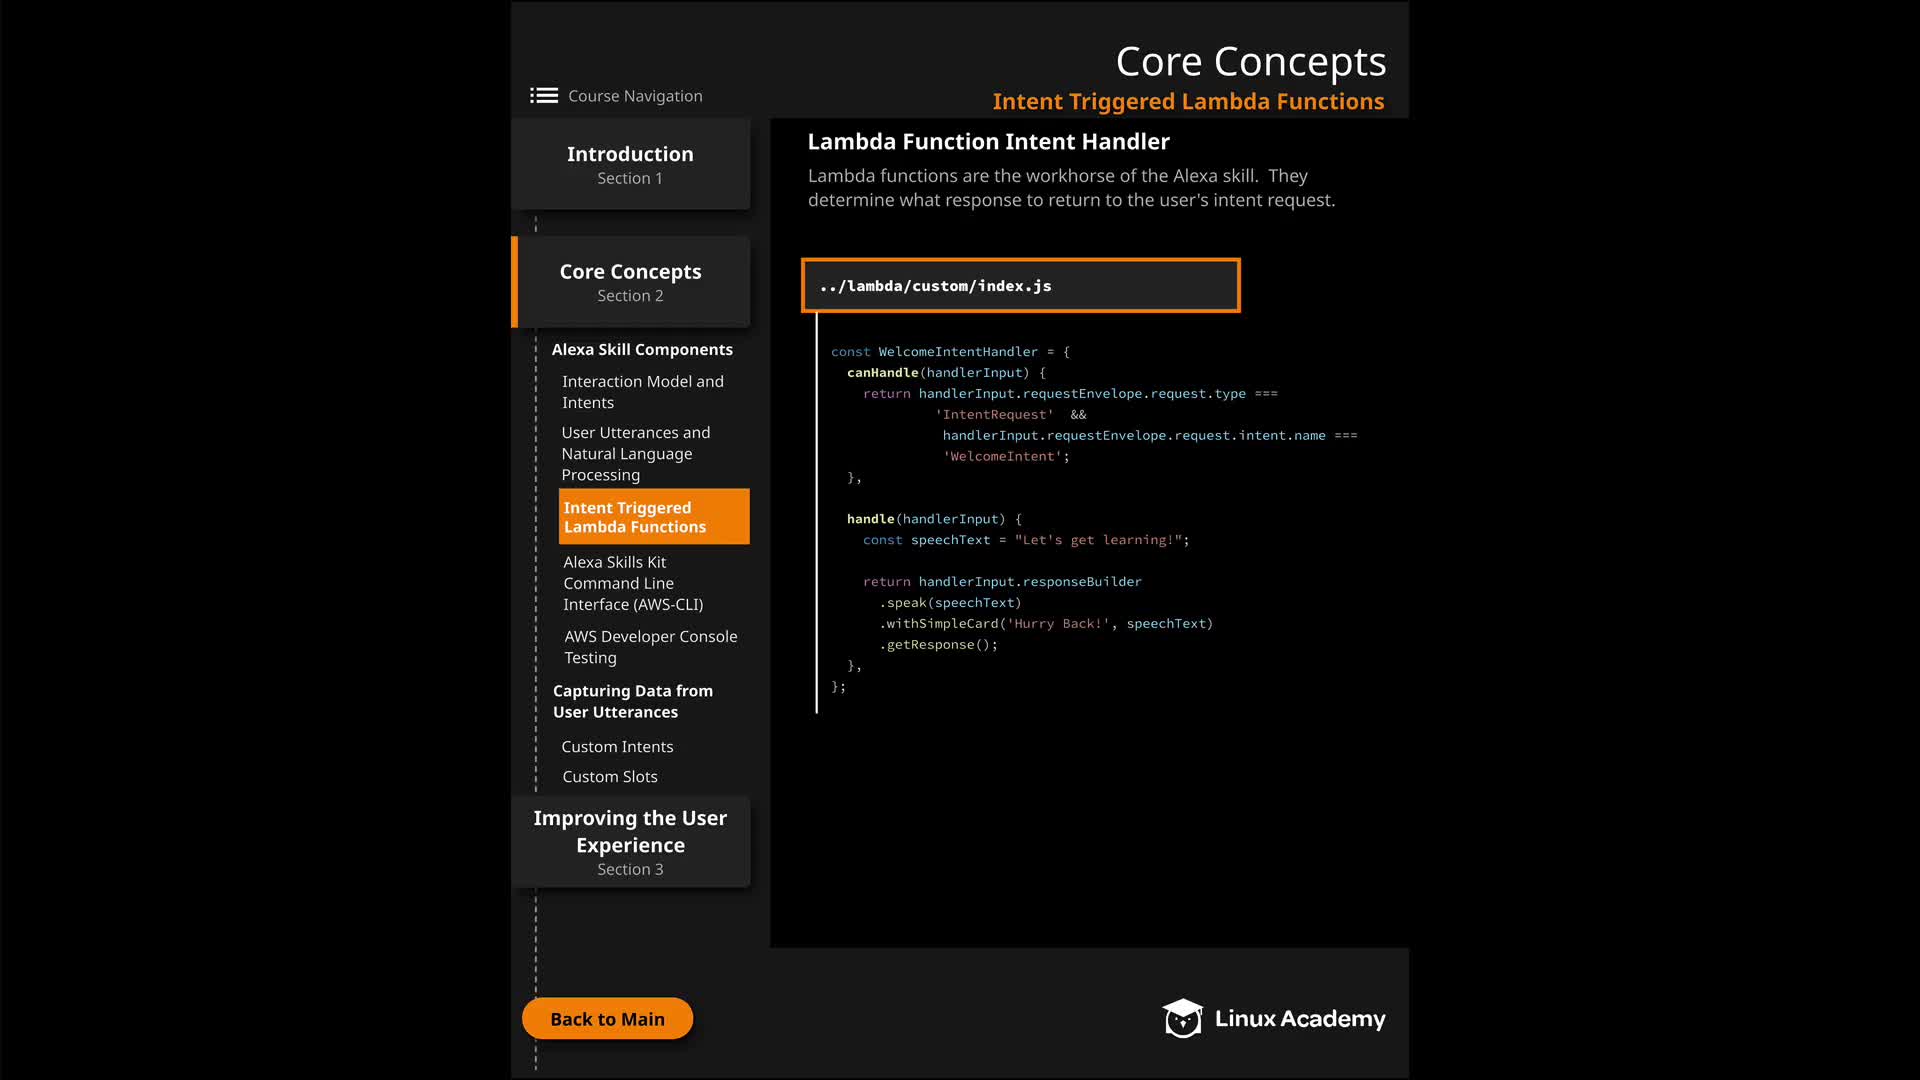 Core Concepts
Course Navigation
Intent Triggered Lambda Functions
Introduction
Section 1
Core Concepts
Section 2
Alexa Skill Components
Interaction Model and
Intents
User Utterances and
Natural Language
Processing
Intent Triggered
Lambda Functions
Alexa Skills Kit
Command Line
Interface (AWS-CLI)
AWS Developer Console
Testing
Capturing Data from
User Utterances
Custom Intents
Custom Slots
Improving the User
Experience
Section 3
Back to Main
Lambda Function Intent Handler
Lambda functions are the workhorse of the Alexa skill.  They
determine what response to return to the user's intent request.
../lambda/custom/index.js
const WelcomeIntentHandler = {
  canHandle(handlerInput) {
    return handlerInput.requestEnvelope.request.type ===
             'IntentRequest'  &&
              handlerInput.requestEnvelope.request.intent.name ===
              'WelcomeIntent';
  },
  handle(handlerInput) {
    const speechText = "Let's get learning!";
    return handlerInput.responseBuilder
      .speak(speechText)
      .withSimpleCard('Hurry Back!', speechText)
      .getResponse();
  },
};
Linux Academy